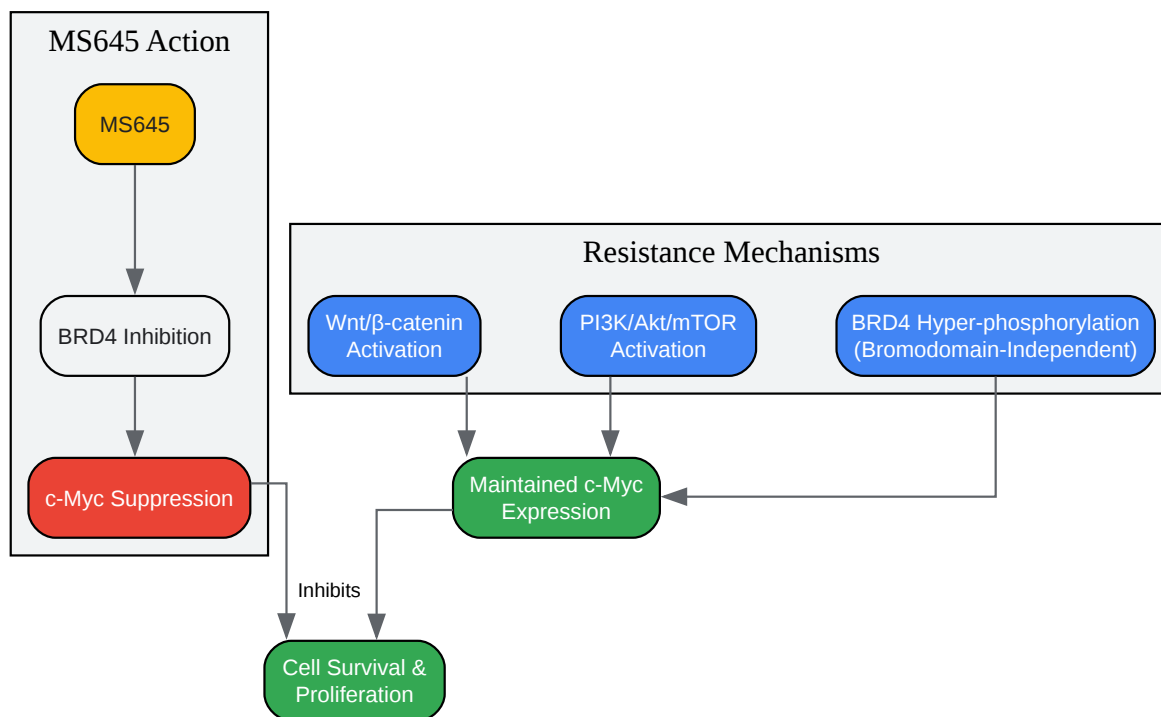 MS645 Action
MS645
BRD4 Inhibition
c-Myc Suppression
Resistance Mechanisms
Wnt/β-catenin
Activation
PI3K/Akt/mTOR
Activation
BRD4 Hyper-phosphorylation
(Bromodomain-Independent)
Maintained c-Myc
Expression
Inhibits
Cell Survival &
Proliferation